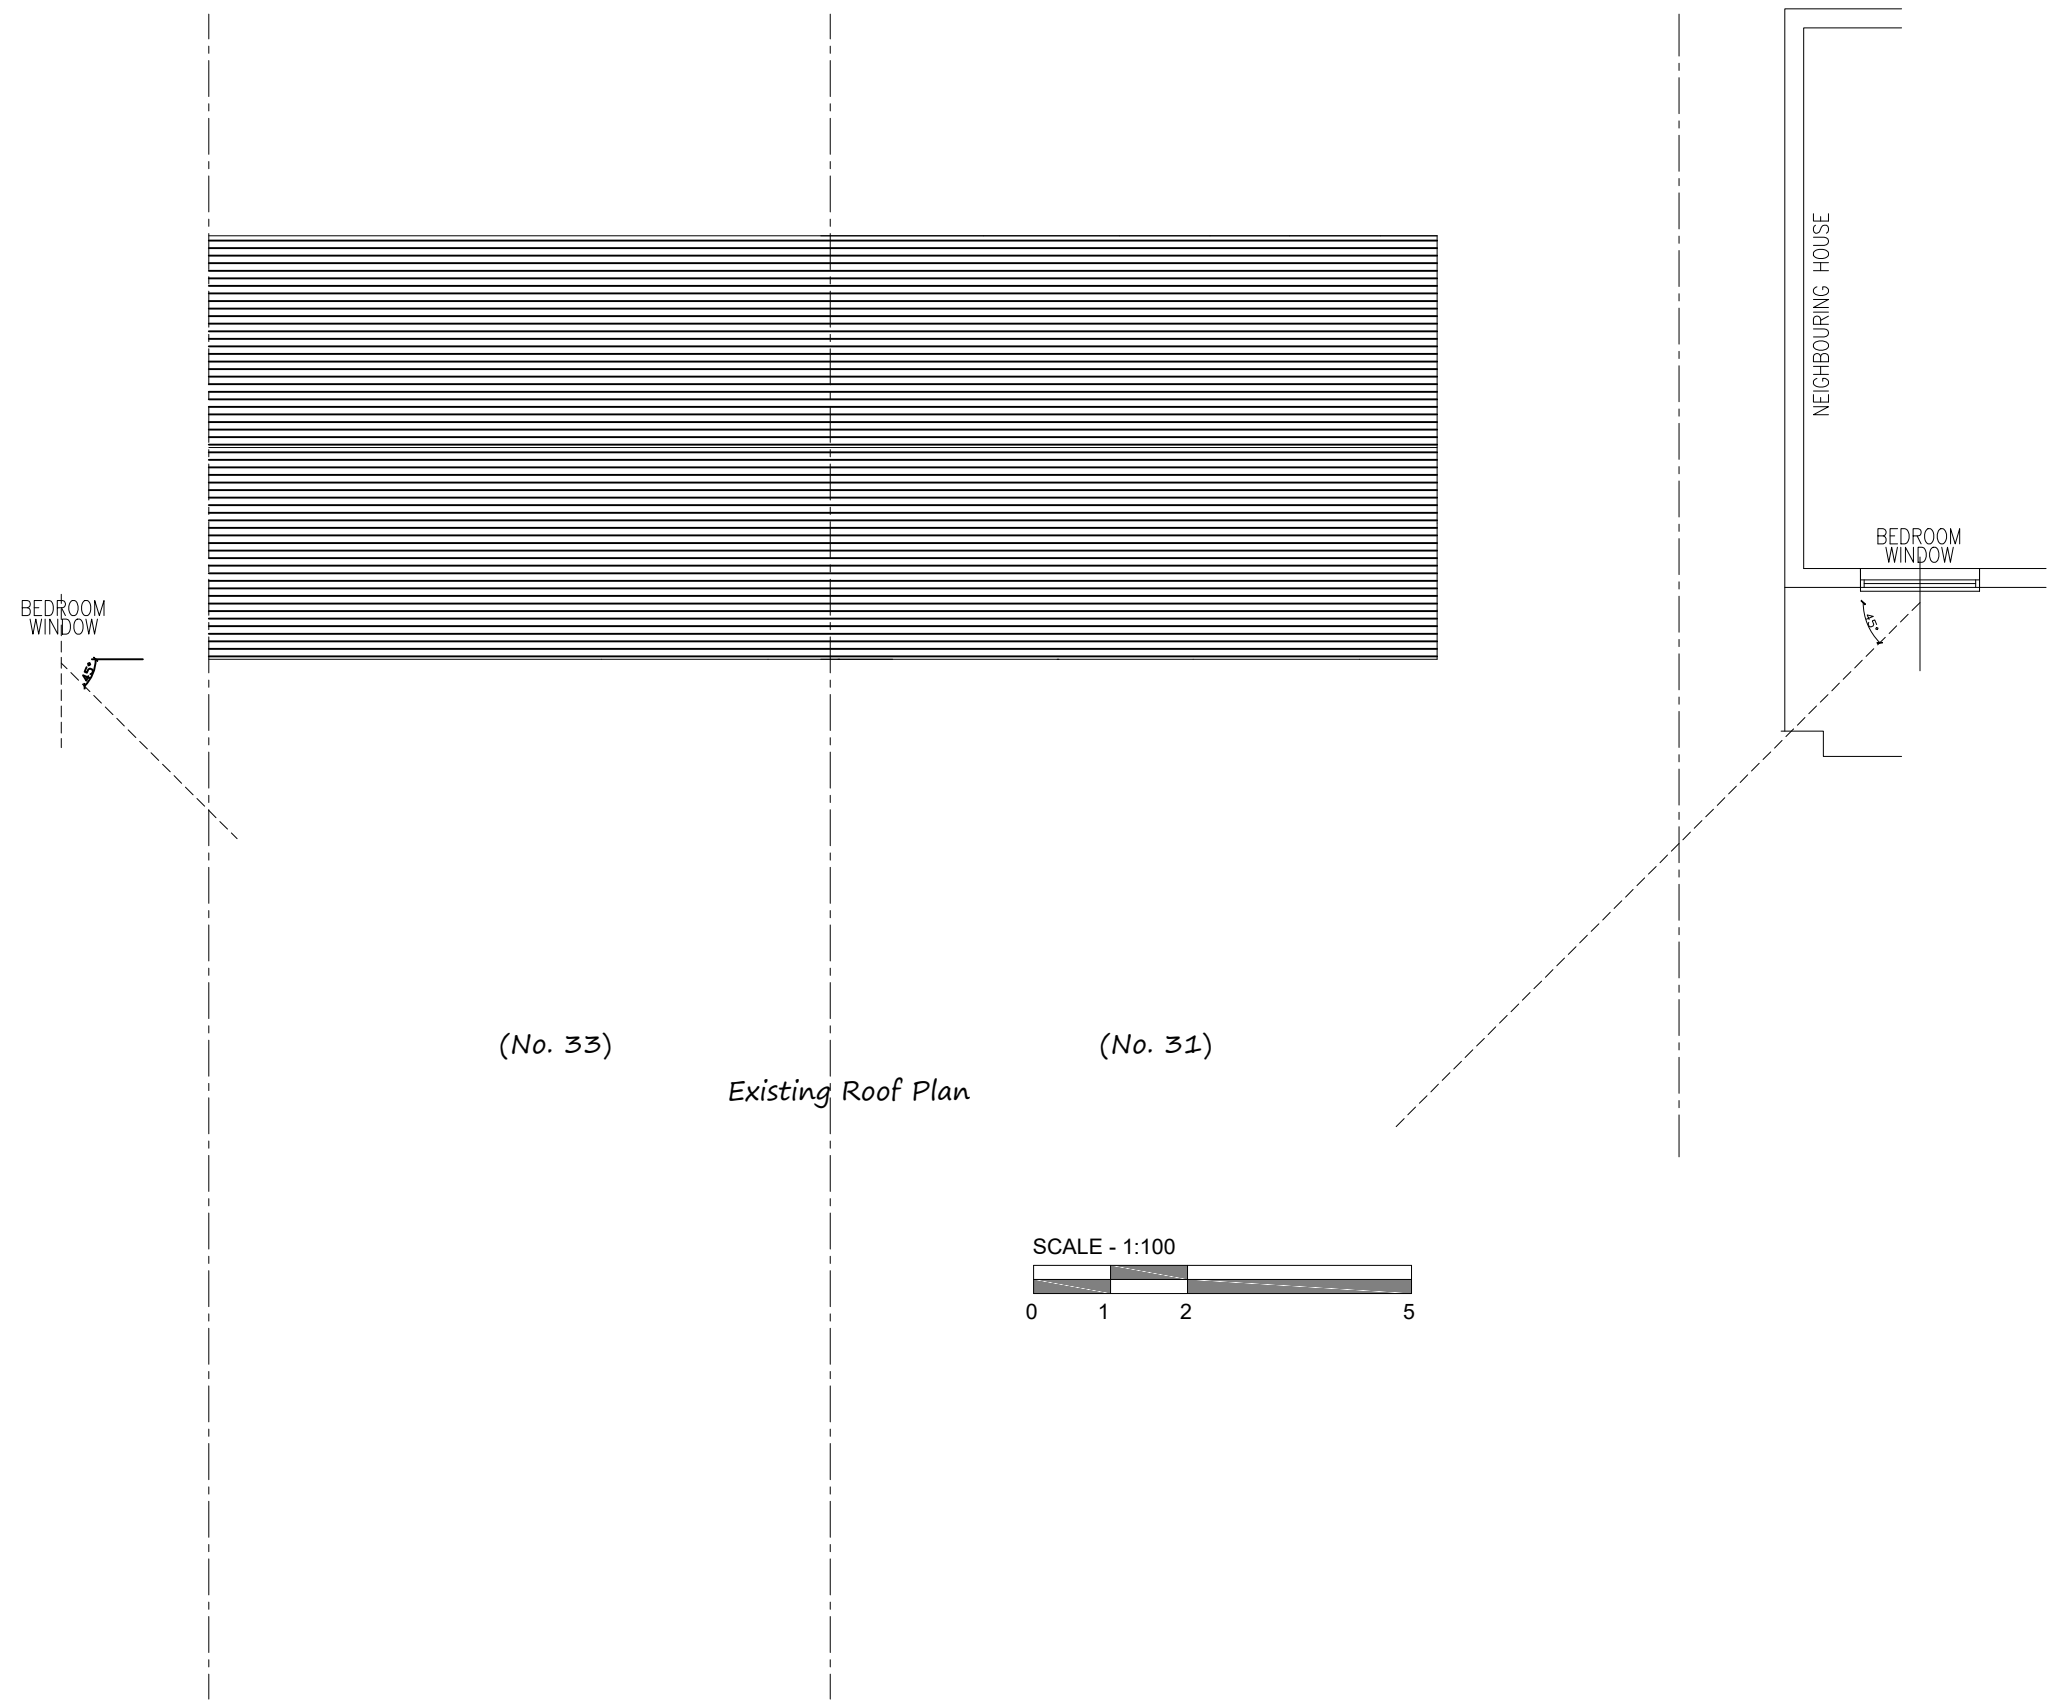 NEIGHBOURING HOUSE
BEDROOM
WINDOW
45°
BEDROOM
WINDOW
45°
(No. 33)
(No. 31)
Existing Roof Plan
SCALE - 1:100
0 1 2 5